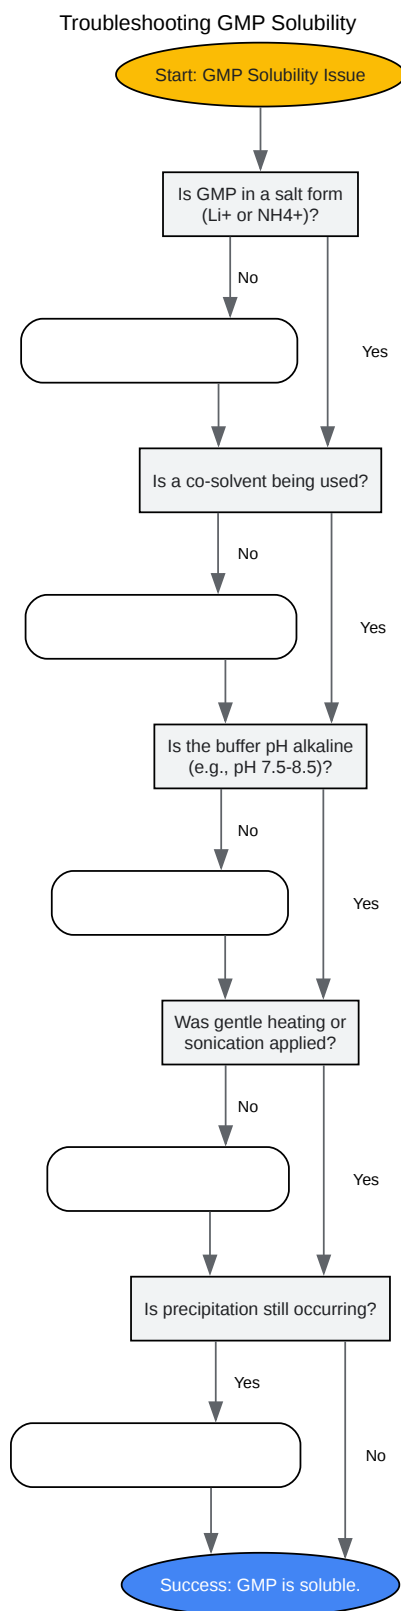 Troubleshooting GMP Solubility
Start: GMP Solubility Issue
Is GMP in a salt form
(Li+ or NH4+)?
No
Yes
Is a co-solvent being used?
No
Yes
Is the buffer pH alkaline
(e.g., pH 7.5-8.5)?
No
Yes
Was gentle heating or
sonication applied?
No
Yes
Is precipitation still occurring?
Yes
No
Success: GMP is soluble.